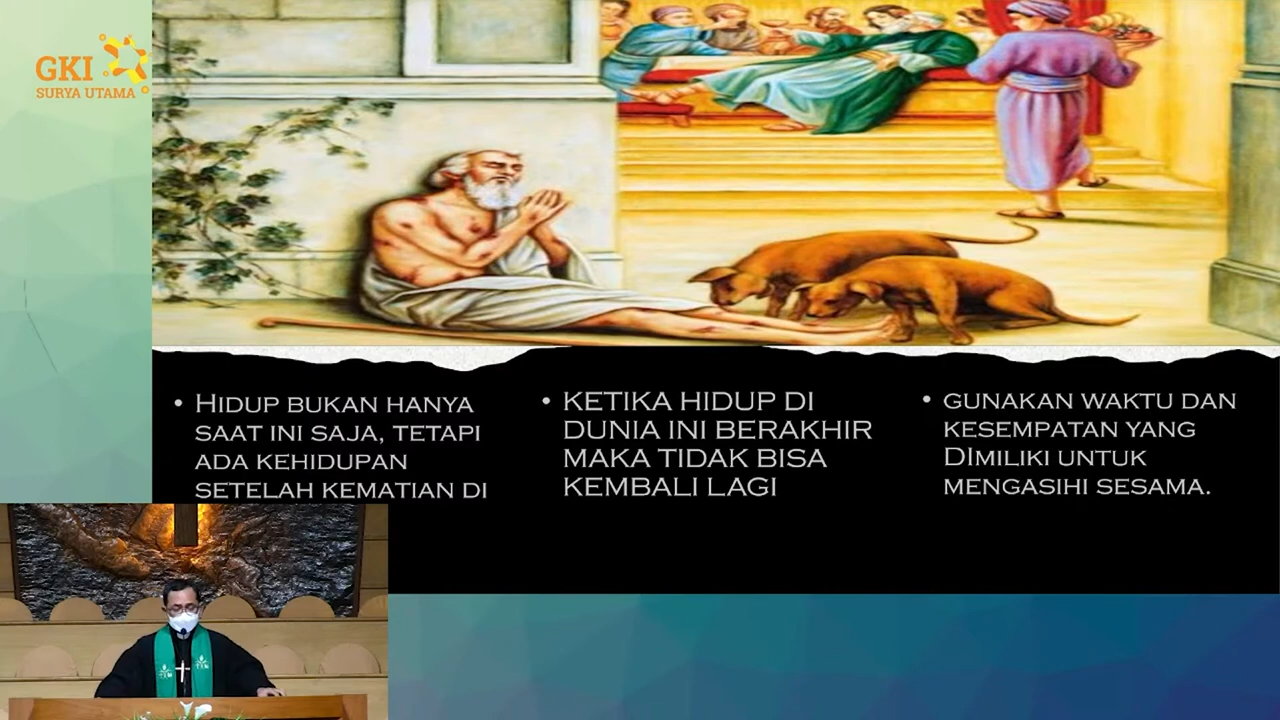 GKI
SURYA UTAMA
• HIDUP BUKAN HANYA
SAAT INI SAJA, TETAPI
ADA KEHIDUPAN
SETELAH KEMATIAN DI
• KETIKA HIDUP DI
DUNIA INI BERAKHIR
MAKA TIDAK BISA
KEMBALI LAGI
• GUNAKAN WAKTU DAN
KESEMPATAN YANG
DIMILIKI UNTUK
MENGASIHI SESAMA.